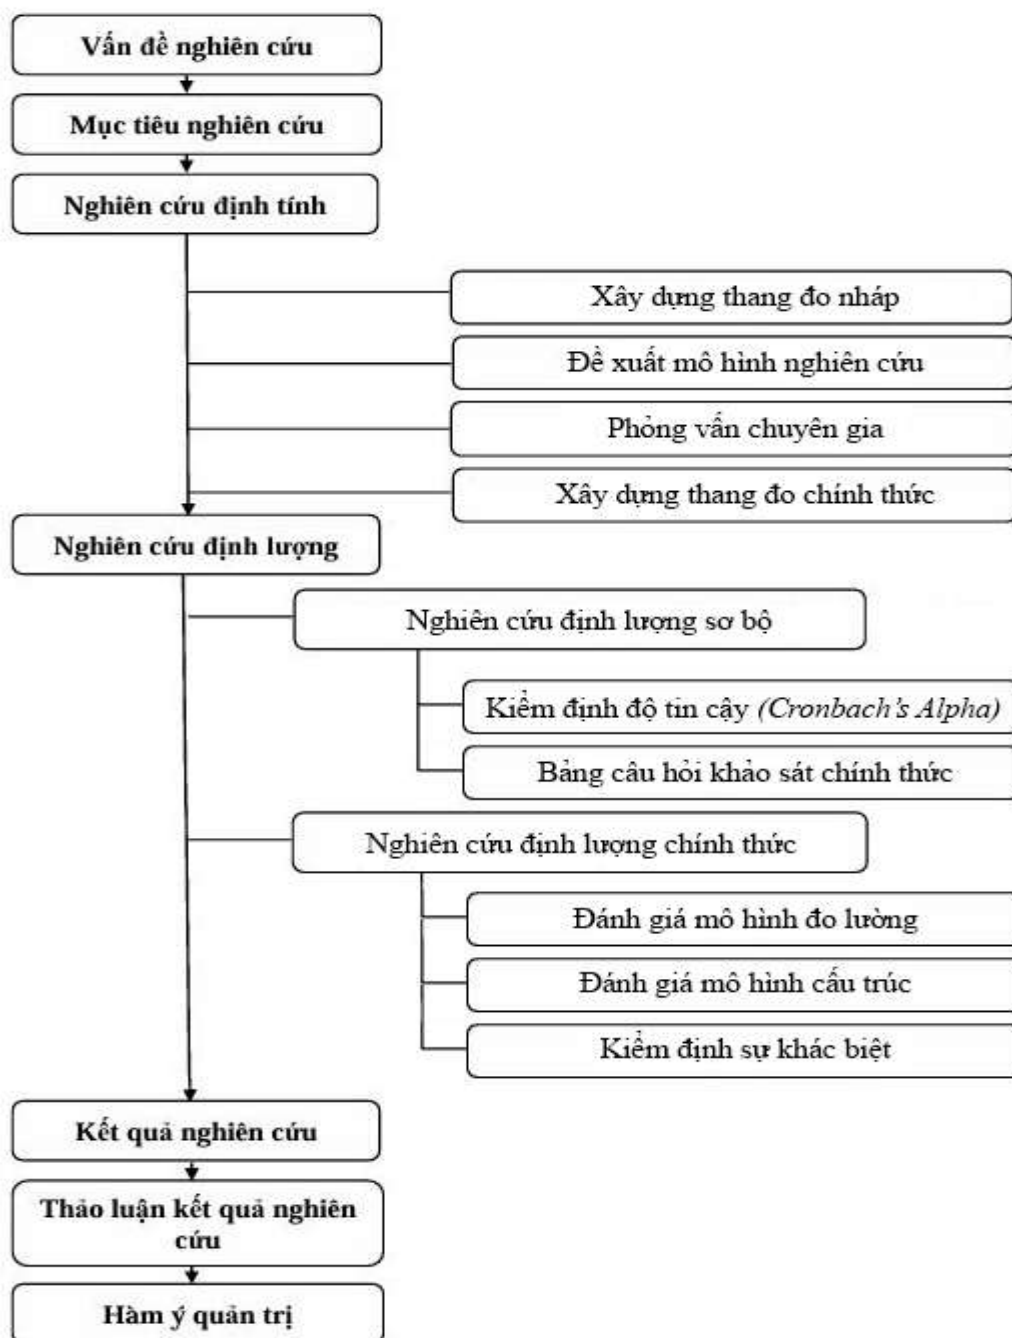 Vấn đề nghiên cứu
Mục tiêu nghiên cứu
Nghiên cứu định tính
Xây dựng thang đo nháp
Đề xuất mô hình nghiên cứu
Phỏng vấn chuyên gia
Xây dựng thang đo chính thức
Nghiên cứu định lượng
Nghiên cứu định lượng sơ bộ
Kiểm định độ tin cậy (Cronbach's Alpha)
Bảng câu hỏi khảo sát chính thức
Nghiên cứu định lượng chính thức
Đánh giá mô hình đo lường
Đánh giá mô hình cấu trúc
Kiểm định sự khác biệt
Kết quả nghiên cứu
Thảo luận kết quả nghiên
cứu
Hàm ý quản trị